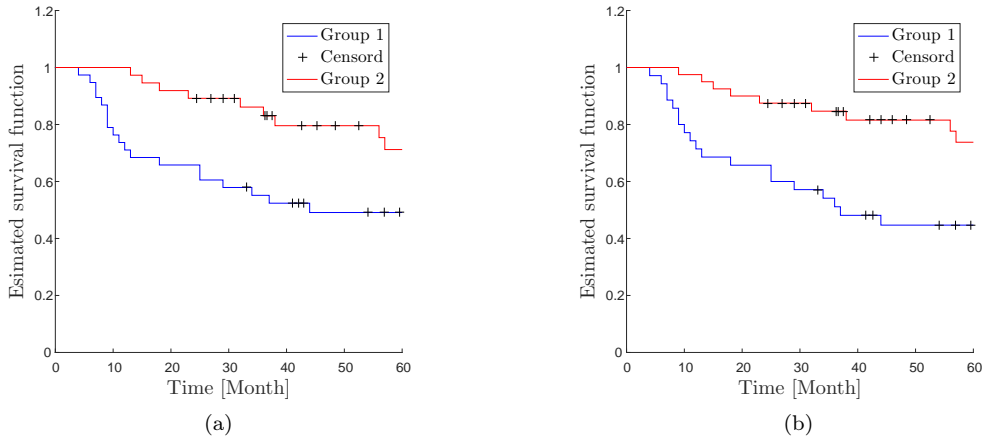 1.2
1
0.8
0.6
0.4
0.2
0
Esimated survival function
Group 1
Censord
Group 2
0 10 20 30 40 50 60
Time [Month]
(a)
1.2
1
0.8
0.6
0.4
0.2
0
Esimated survival function
Group 1
Censord
Group 2
0 10 20 30 40 50 60
Time [Month]
(b)